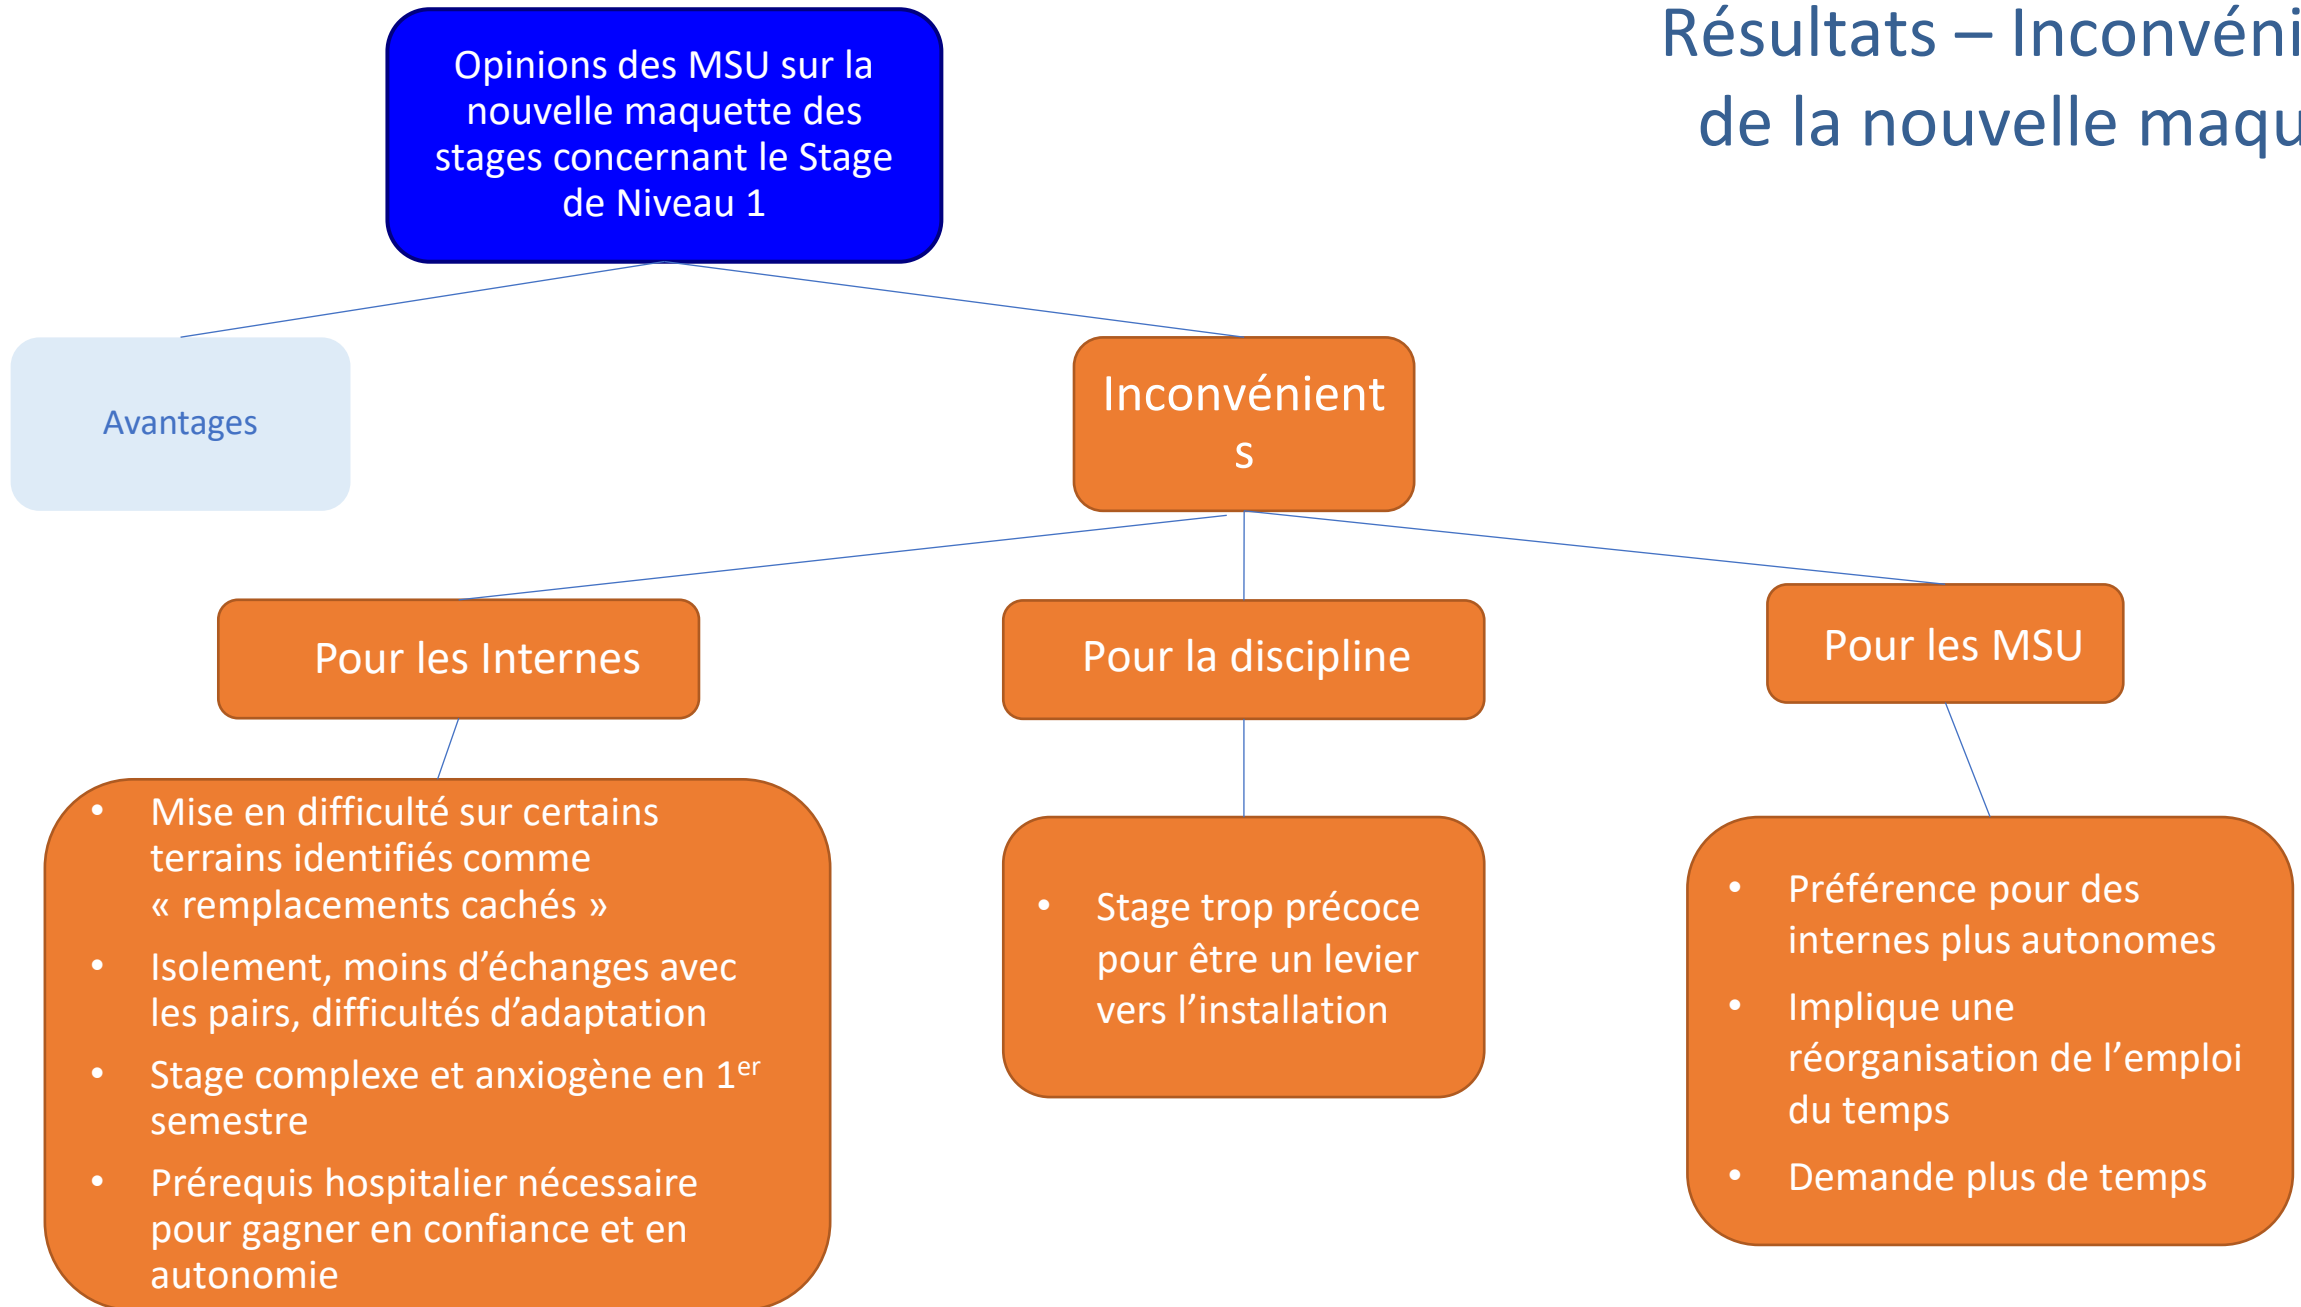 Résultats – Inconvéni
de la nouvelle maqu
Opinions des MSU sur la
nouvelle maquette des
stages concernant le Stage
de Niveau 1
Avantages
Inconvénient
s
Pour les Internes
Pour la discipline
Pour les MSU
• Mise en difficulté sur certains
terrains identifiés comme
« remplacements cachés »
• Isolement, moins d’échanges avec
les pairs, difficultés d’adaptation
• Stage complexe et anxiogène en 1er
semestre
• Prérequis hospitalier nécessaire
pour gagner en confiance et en
autonomie
• Stage trop précoce
pour être un levier
vers l’installation
• Préférence pour des
internes plus autonomes
• Implique une
réorganisation de l’emploi
du temps
• Demande plus de temps